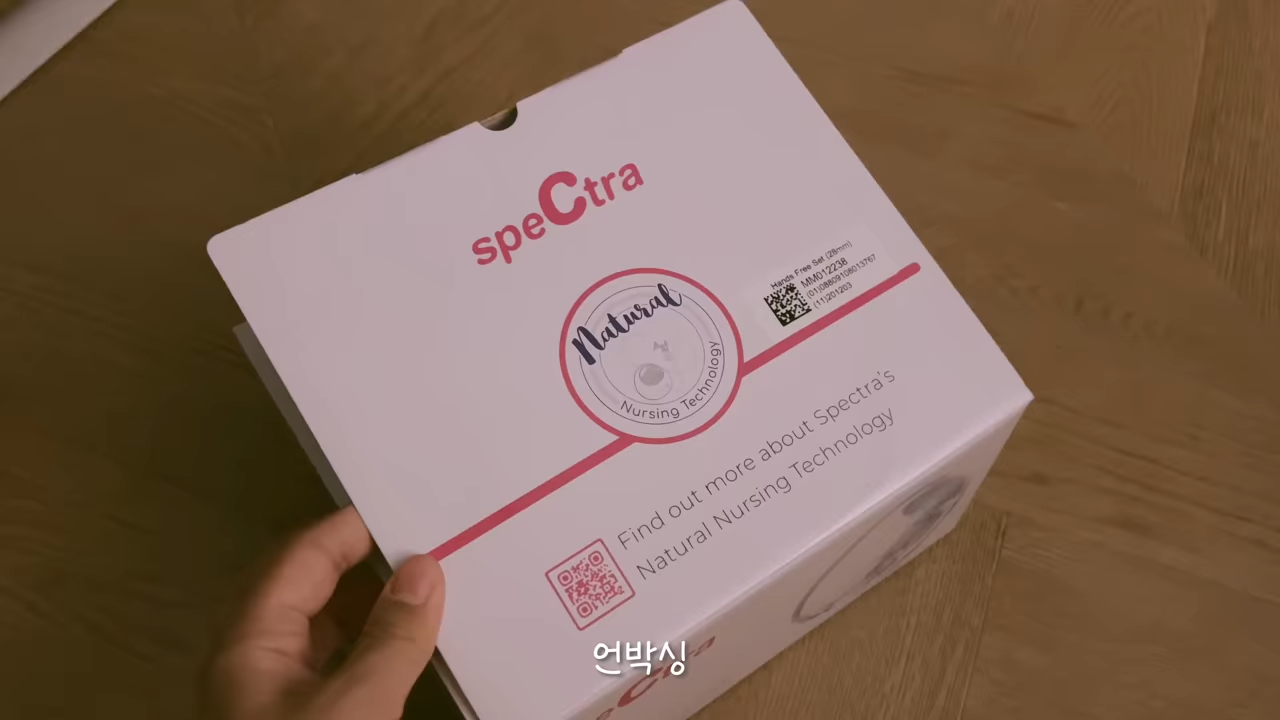 speCtra
Natural
Nursing Technology
Hands Free Set (28mm)
MM012238
(01)08809108013767
(11)201203
Find out more about Spectra's
Natural Nursing Technology
언박싱